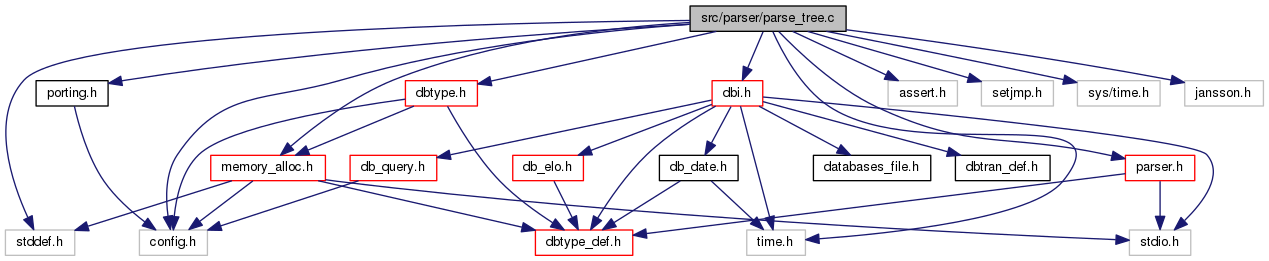 src/parser/parse_tree.c
porting.h
dbtype.h
dbi.h
assert.h
setjmp.h
sys/time.h
jansson.h
memory_alloc.h
db_query.h
db_elo.h
db_date.h
databases_file.h
dbtran_def.h
parser.h
stddef.h
config.h
dbtype_def.h
time.h
stdio.h